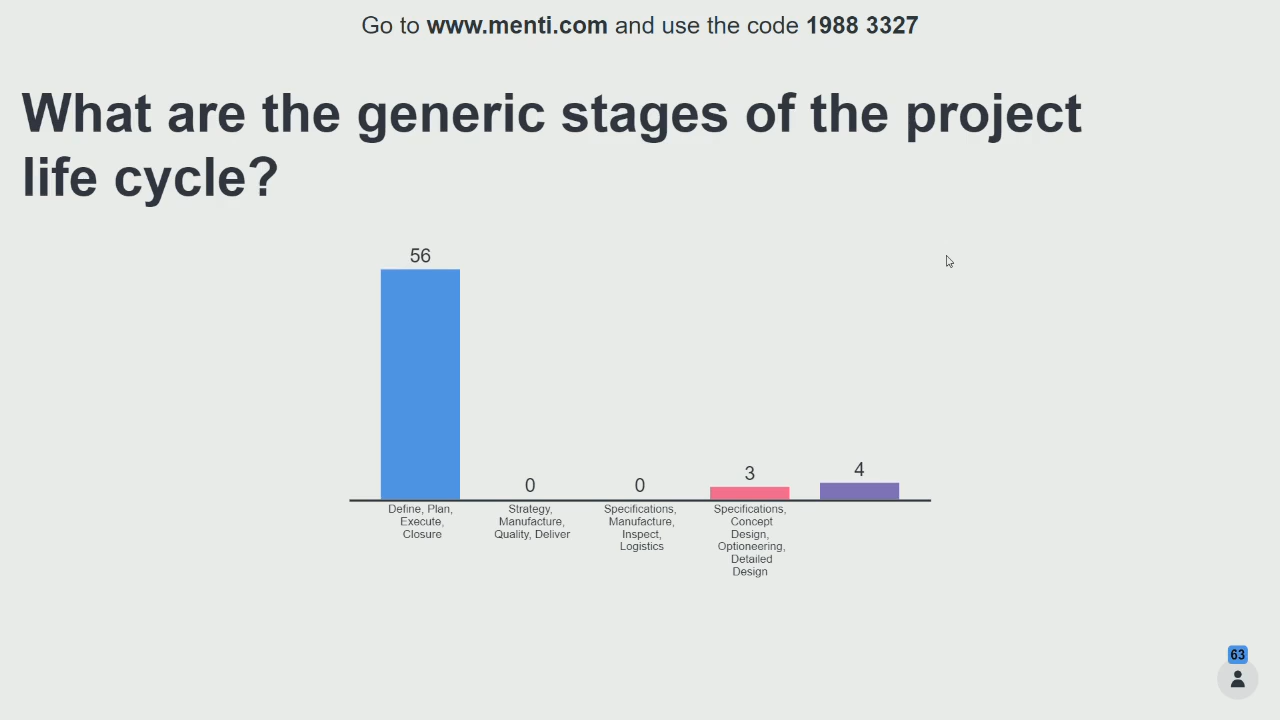 Go to www.menti.com and use the code 1988 3327
What are the generic stages of the project
life cycle?
56
0
0
3
4
Define, Plan,
Execute,
Closure
Strategy,
Manufacture,
Quality, Deliver
Specifications,
Manufacture,
Inspect,
Logistics
Specifications,
Concept
Design,
Optioneering,
Detailed
Design
63